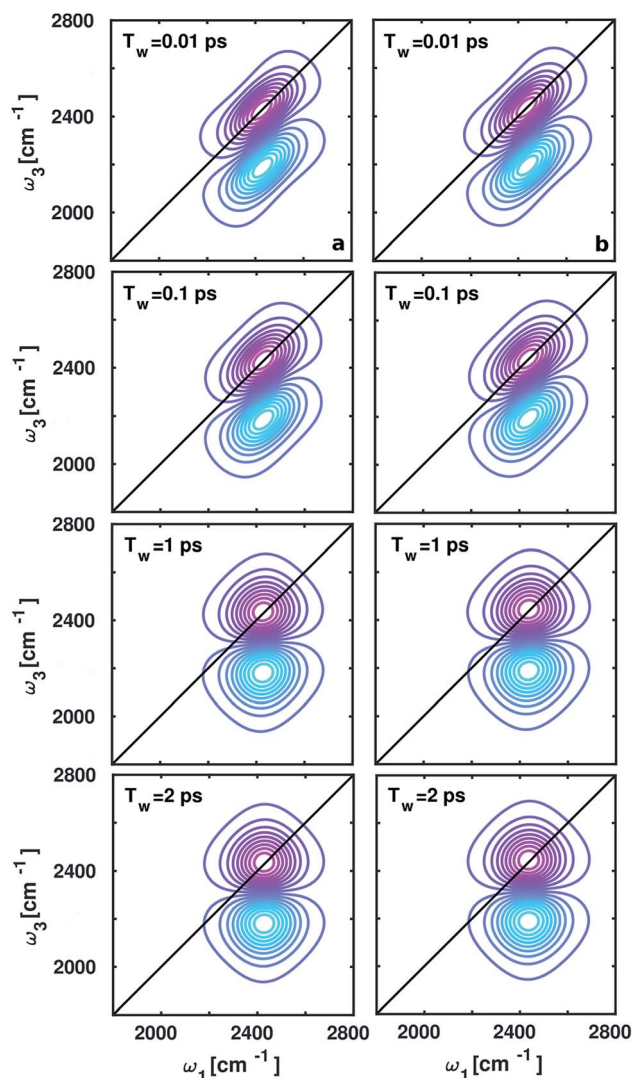 2800 T_w=0.01 ps T_w=0.01 ps
2400
ω_3 [cm^-1]
2000
a b
2800 T_w=0.1 ps T_w=0.1 ps
2400
ω_3 [cm^-1]
2000
2800 T_w=1 ps T_w=1 ps
2400
ω_3 [cm^-1]
2000
2800 T_w=2 ps T_w=2 ps
2400
ω_3 [cm^-1]
2000
2000 2400 2800 2000 2400 2800
ω_1 [cm^-1] ω_1 [cm^-1]